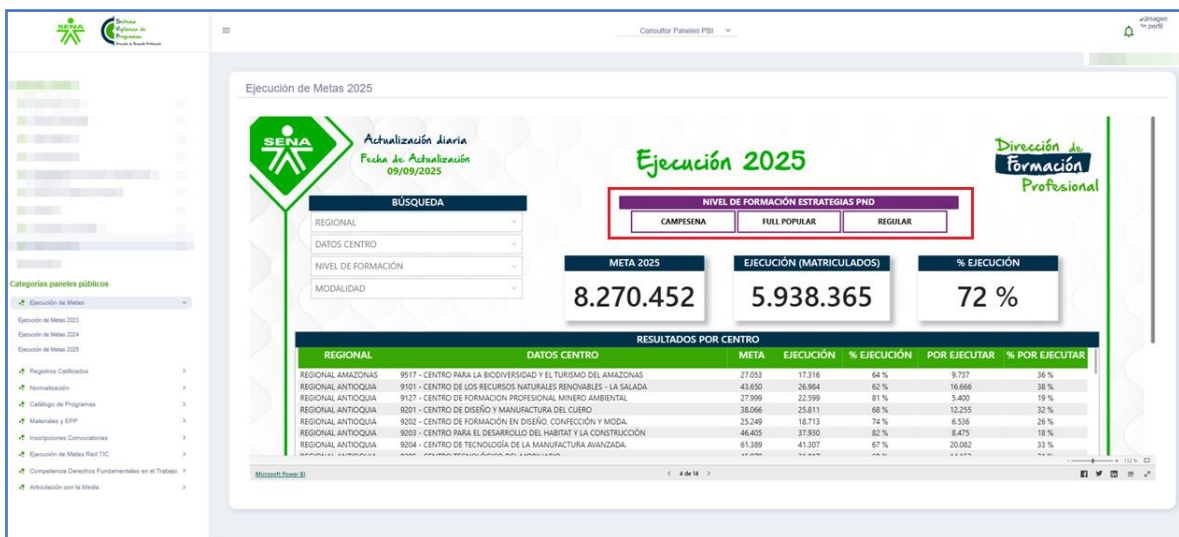 SENA
Sistema
Vigilancia de
Programas
Dirección de Formación Profesional
Consultor Paneles PBI
Imagen
perfil
Categorías paneles públicos
Ejecución de Metas
Ejecución de Metas 2023
Ejecución de Metas 2024
Ejecución de Metas 2025
Registros Calificados
Normalización
Catálogo de Programas
Materiales y EPP
Inscripciones Convocatorias
Ejecución de Metas Red TIC
Competencia Derechos Fundamentales en el Trabajo
Articulación con la Media
Ejecución de Metas 2025
SENA
Actualización diaria
Fecha de Actualización
09/09/2025
Ejecución 2025
Dirección de
Formación
Profesional
BÚSQUEDA
REGIONAL
DATOS CENTRO
NIVEL DE FORMACIÓN
MODALIDAD
NIVEL DE FORMACIÓN ESTRATEGIAS PND
CAMPESENA FULL POPULAR REGULAR
META 2025 EJECUCIÓN (MATRICULADOS) % EJECUCIÓN
8.270.452 5.938.365 72 %
RESULTADOS POR CENTRO
REGIONAL DATOS CENTRO META EJECUCIÓN % EJECUCIÓN POR EJECUTAR % POR EJECUTAR
REGIONAL AMAZONAS 9517 - CENTRO PARA LA BIODIVERSIDAD Y EL TURISMO DEL AMAZONAS 27.053 17.316 64 % 9.737 36 %
REGIONAL ANTIOQUIA 9101 - CENTRO DE LOS RECURSOS NATURALES RENOVABLES - LA SALADA 43.650 26.984 62 % 16.666 38 %
REGIONAL ANTIOQUIA 9127 - CENTRO DE FORMACION PROFESIONAL MINERO AMBIENTAL 27.999 22.599 81 % 5.400 19 %
REGIONAL ANTIOQUIA 9201 - CENTRO DE DISEÑO Y MANUFACTURA DEL CUERO 38.066 25.811 68 % 12.255 32 %
REGIONAL ANTIOQUIA 9202 - CENTRO DE FORMACIÓN EN DISEÑO, CONFECCIÓN Y MODA. 25.249 18.713 74 % 6.536 26 %
REGIONAL ANTIOQUIA 9203 - CENTRO PARA EL DESARROLLO DEL HABITAT Y LA CONSTRUCCIÓN 46.405 37.930 82 % 8.475 18 %
REGIONAL ANTIOQUIA 9204 - CENTRO DE TECNOLOGÍA DE LA MANUFACTURA AVANZADA. 61.389 41.307 67 % 20.082 33 %
Microsoft Power BI
4 de 14
112 %